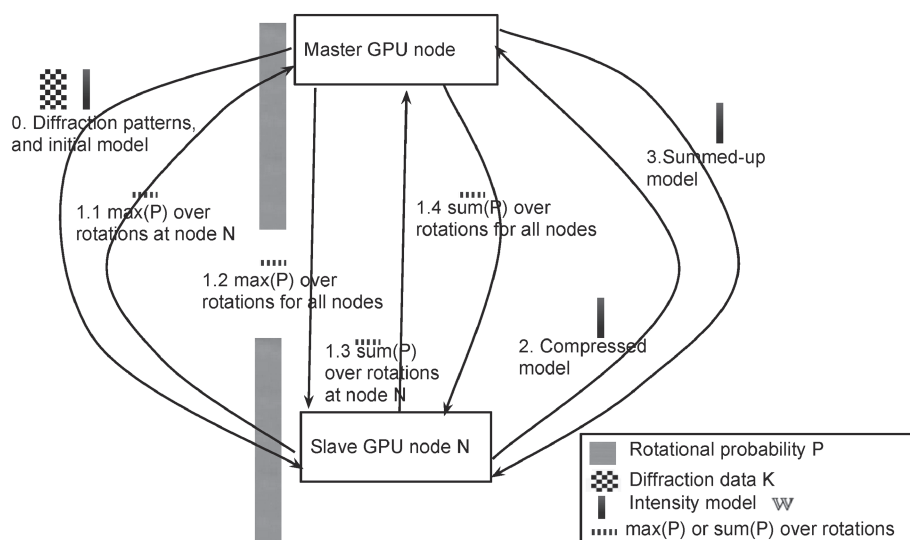 Master GPU node
0. Diffraction patterns,
and initial model
3.Summed-up
model
1.1 max(P) over
rotations at node N
1.4 sum(P) over
rotations for all nodes
1.2 max(P) over
rotations for all nodes
1.3 sum(P)
over rotations
at node N
2. Compressed
model
Slave GPU node N
Rotational probability P
Diffraction data K
Intensity model 𝕎
max(P) or sum(P) over rotations